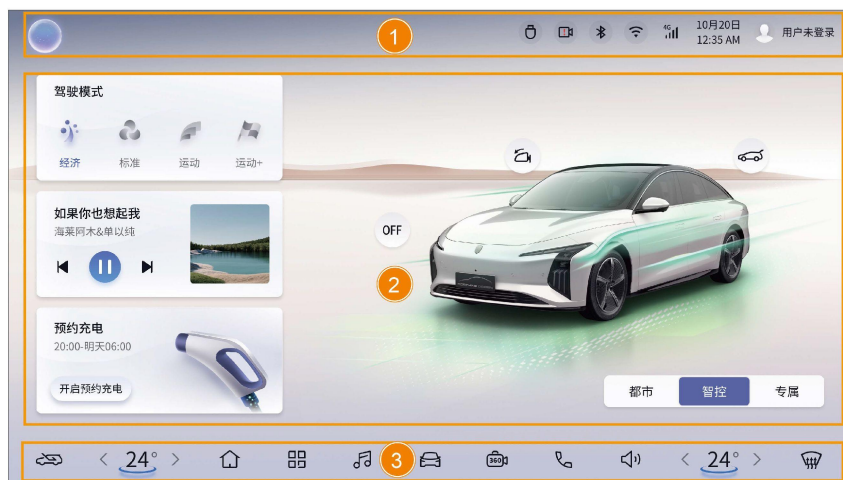 1
4G
10月20日
12:35 AM
用户未登录
驾驶模式
经济
标准
运动
运动+
如果你也想起我
海莱阿木&单以纯
OFF
2
预约充电
20:00-明天06:00
开启预约充电
都市
智控
专属
24°
3
360
24°